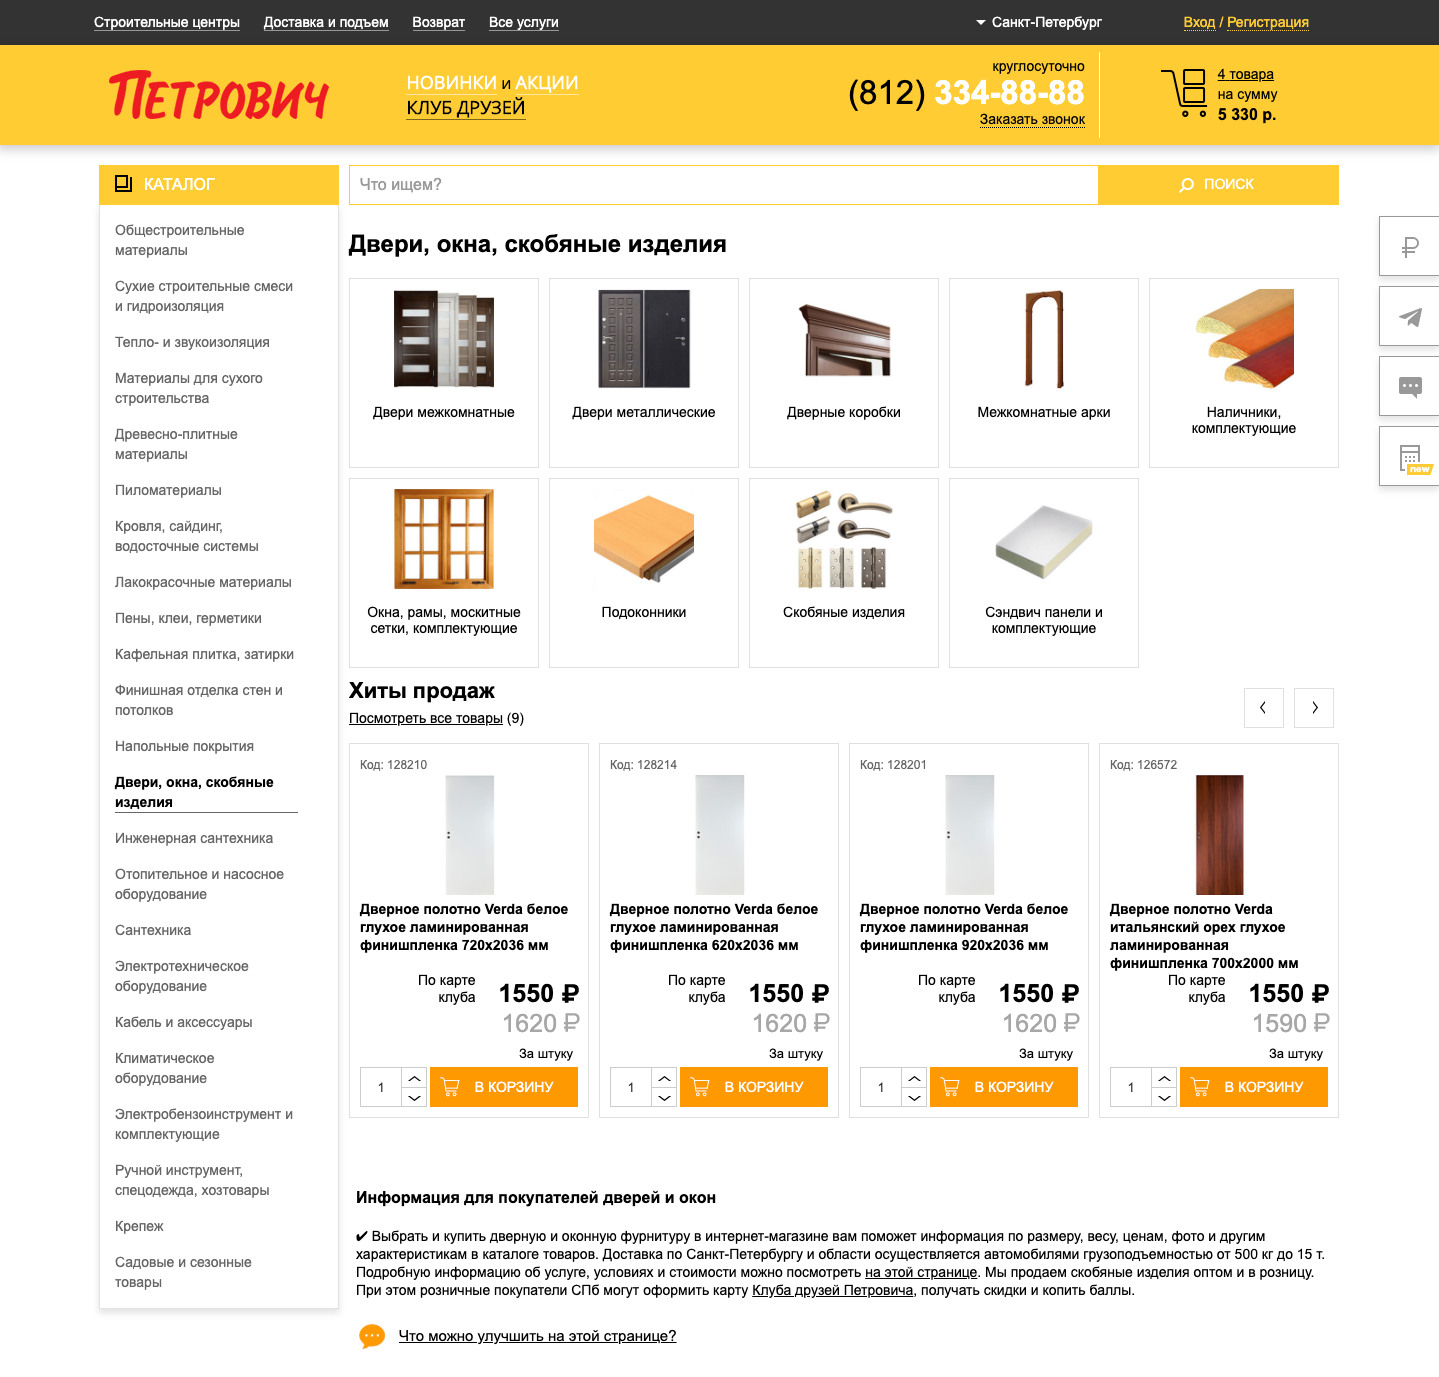 Строительные центры Доставка и подъем Возврат Все услуги Санкт-Петербург Вход / Регистрация
ПЕТРОВИЧ
НОВИНКИ и АКЦИИ
КЛУБ ДРУЗЕЙ
круглосуточно
(812) 334-88-88
Заказать звонок
4 товара
на сумму
5 330 р.
КАТАЛОГ
Что ищем?
ПОИСК
Общестроительные
материалы
Сухие строительные смеси
и гидроизоляция
Тепло- и звукоизоляция
Материалы для сухого
строительства
Древесно-плитные
материалы
Пиломатериалы
Кровля, сайдинг,
водосточные системы
Лакокрасочные материалы
Пены, клеи, герметики
Кафельная плитка, затирки
Финишная отделка стен и
потолков
Напольные покрытия
Двери, окна, скобяные
изделия
Инженерная сантехника
Отопительное и насосное
оборудование
Сантехника
Электротехническое
оборудование
Кабель и аксессуары
Климатическое
оборудование
Электробензоинструмент и
комплектующие
Ручной инструмент,
спецодежда, хозтовары
Крепеж
Садовые и сезонные
товары
Двери, окна, скобяные изделия
Двери межкомнатные
Двери металлические
Дверные коробки
Межкомнатные арки
Наличники,
комплектующие
Окна, рамы, москитные
сетки, комплектующие
Подоконники
Скобяные изделия
Сэндвич панели и
комплектующие
new
Хиты продаж
Посмотреть все товары (9)
Код: 128210
Дверное полотно Verda белое
глухое ламинированная
финишпленка 720х2036 мм
По карте
клуба
1550 ₽
1620 ₽
За штуку
1
В КОРЗИНУ
Код: 128214
Дверное полотно Verda белое
глухое ламинированная
финишпленка 620х2036 мм
По карте
клуба
1550 ₽
1620 ₽
За штуку
1
В КОРЗИНУ
Код: 128201
Дверное полотно Verda белое
глухое ламинированная
финишпленка 920х2036 мм
По карте
клуба
1550 ₽
1620 ₽
За штуку
1
В КОРЗИНУ
Код: 126572
Дверное полотно Verda
итальянский орех глухое
ламинированная
финишпленка 700х2000 мм
По карте
клуба
1550 ₽
1590 ₽
За штуку
1
В КОРЗИНУ
Информация для покупателей дверей и окон
✔ Выбрать и купить дверную и оконную фурнитуру в интернет-магазине вам поможет информация по размеру, весу, ценам, фото и другим
характеристикам в каталоге товаров. Доставка по Санкт-Петербургу и области осуществляется автомобилями грузоподъемностью от 500 кг до 15 т.
Подробную информацию об услуге, условиях и стоимости можно посмотреть на этой странице. Мы продаем скобяные изделия оптом и в розницу.
При этом розничные покупатели СПб могут оформить карту Клуба друзей Петровича, получать скидки и копить баллы.
Что можно улучшить на этой странице?